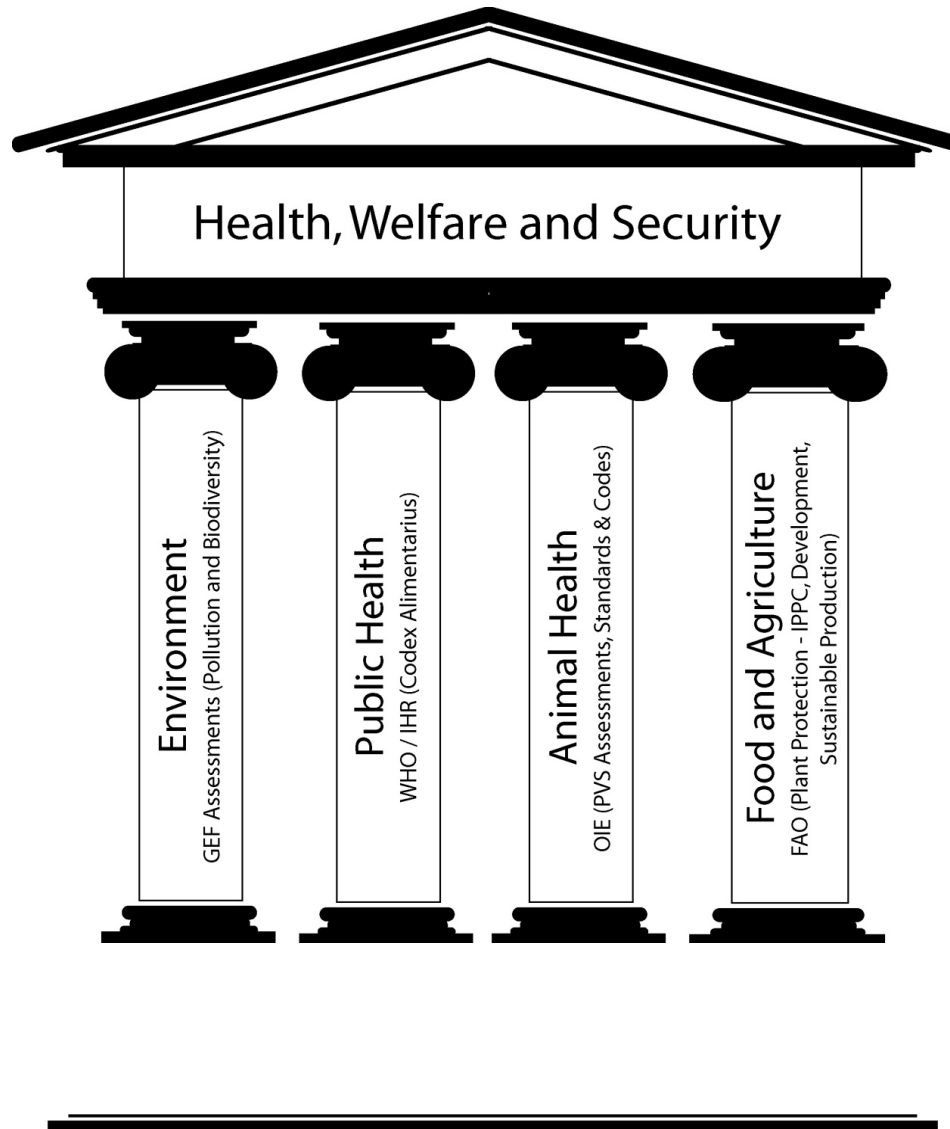 Health, Welfare and Security
Environment
GEF Assessments (Pollution and Biodiversity)
Public Health
WHO / IHR (Codex Alimentarius)
Animal Health
OIE (PVS Assessments, Standards & Codes)
Food and Agriculture
FAO (Plant Protection - IPPC, Development,
Sustainable Production)